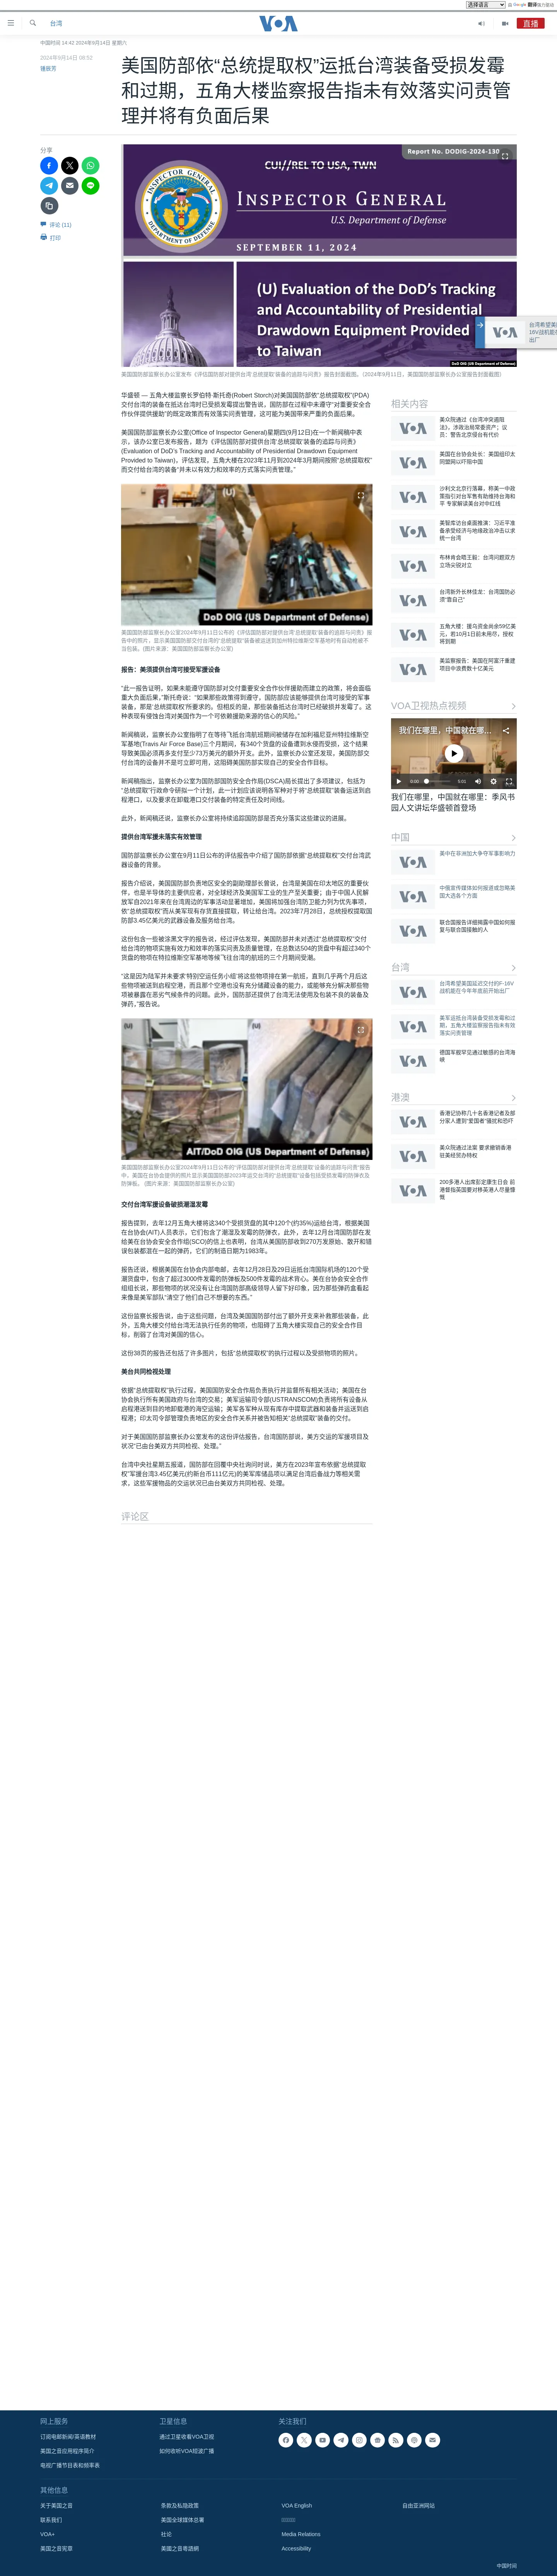 选择语言
由 Google 翻译强力驱动
台湾
VOA
直播
中国时间 14:42 2024年9月14日 星期六
2024年9月14日 08:52
锺辰芳
美国防部依“总统提取权”运抵台湾装备受损发霉
和过期，五角大楼监察报告指未有效落实问责管
理并将有负面后果
分享
评论 (11)
打印
Report No. DODIG-2024-130
CUI//REL TO USA, TWN
INSPECTOR GENERAL
U.S. Department of Defense
SEPTEMBER 11, 2024
(U) Evaluation of the DoD’s Tracking
and Accountability of Presidential
Drawdown Equipment Provided
to Taiwan
DoD OIG (US Department of Defense)
美国国防部监察长办公室发布《评估国防部对提供台湾‘总统提取’装备的追踪与问责》报告封面截图。(2024年9月11日，美国国防部监察长办公室报告封面截图）
华盛顿 — 五角大楼监察长罗伯特·斯托奇(Robert Storch)对美国国防部依“总统提取权”(PDA)
交付台湾的装备在抵达台湾时已受损发霉提出警告说，国防部在过程中未遵守“对重要安全合
作伙伴提供援助”的既定政策而有效落实问责管理，这可能为美国带来严重的负面后果。
美国国防部监察长办公室(Office of Inspector General)星期四(9月12日)在一个新闻稿中表
示，该办公室已发布报告，题为《评估国防部对提供台湾‘总统提取’装备的追踪与问责》
(Evaluation of DoD's Tracking and Accountability of Presidential Drawdown Equipment
Provided to Taiwan)，评估发现，五角大楼在2023年11月到2024年3月期间按照“总统提取权”
而交付给台湾的装备“并未以有效力和效率的方式落实问责管理。”
(U)
DoD OIG (US Department of Defense)
美国国防部监察长办公室2024年9月11日公布的《评估国防部对提供台湾‘总统提取’装备的追踪与问责》报
告中的照片，显示美国国防部交付台湾的“总统提取”装备被运送到加州特拉维斯空军基地时有自动枪被不
当包装。(图片来源：美国国防部监察长办公室)
报告：美须提供台湾可接受军援设备
“此一报告证明，如果未能遵守国防部对交付重要安全合作伙伴援助而建立的政策，将会面临
重大负面后果，”斯托奇说：“如果那些政策得到遵守，国防部应该不会难于追踪给台湾的军
事装备，那是‘总统提取权’所要求的。但相反的是，那些装备抵达台湾时已经破损并发霉了。这
种表现有侵蚀台湾对美国作为一个可依赖援助来源的信心的风险。”
新闻稿说，监察长办公室指明了在等待飞抵台湾航班期间被储存在加利福尼亚州特拉维斯空
军基地(Travis Air Force Base)三个月期间，有340个货盘的设备遭到水侵而受损，这个结果
导致美国必须再多支付至少73万美元的额外开支。此外，监察长办公室还发现，美国防部交
付台湾的设备并不是可立即可用，这阻碍美国防部实现自己的安全合作目标。
新闻稿指出，监察长办公室为国防部国防安全合作局(DSCA)局长提出了多项建议，包括为
“总统提取”行政命令研拟一个计划，此一计划应评估接受国是否能够将“总统提取”装备运送到启
程港口，以及要求在卸载港口交付装备的特定责任及时间线。
此外，新闻稿还说，监察长办公室将持续追踪国防部是否充分落实这些建议的进展。
提供台湾军援未落实有效管理
国防部监察长办公室在9月11日公布的评估报告中介绍了国防部依据“总统提取权”交付台湾武
器设备的背景。
报告介绍说，美国国防部负责地区安全的副助理部长曾说，台湾是美国在印太地区的重要伙
伴，也是半导体的主要供应者，对全球经济及美国工业都至关重要。由于中华人民共和国解
放军自2021年来在台湾周边的军事活动显著增加，美国将加强台湾防卫能力列为优先事项，
依“总统提取权”而从美军现有存货直接提取，转让给台湾。2023年7月28日，总统授权提取国
防部3.45亿美元的武器设备及服务给台湾。
这份包含一些被涂黑文字的报告说，经过评估发现，美国防部并未对透过“总统提取权”交付
台湾的物项实施有效力和效率的落实问责与质量控制。在总数达504的货盘中有超过340个货
盘的物项在特拉维斯空军基地等候飞往台湾的航班的三个月期间受潮。
“这是因为陆军并未要求‘特别空运任务小组’将这些物项排在第一航班，直到几乎两个月后这
些物项被送到启程空港，而且那个空港也没有充分储藏设备的能力，或能够充分解决那些物
项被暴露在恶劣气候条件的问题。此外，国防部还提供了台湾无法使用及包装不良的装备及
弹药，”报告说。
(U)
(U)
AIT/DoD OIG (US Department of Defense)
美国国防部监察长办公室2024年9月11日公布的“评估国防部对提供台湾‘总统提取’设备的追踪与问责”报告
中，美国在台协会提供的照片显示美国国防部2023年底交台湾的“总统提取”设备包括受损发霉的防弹衣及
防弹板。 (图片来源：美国国防部监察长办公室)
交付台湾军援设备破损潮湿发霉
报告提到，去年12月五角大楼将这340个受损货盘的其中120个(约35%)运给台湾，根据美国
在台协会(AIT)人员表示，它们包含了潮湿及发霉的防弹衣，此外，去年12月台湾国防部在发
给美在台协会安全合作组(SCO)的信上也表明，台湾从美国防部收到270万发原始、散开和错
误包装都混在一起的弹药，它们的制造日期为1983年。
报告还说，根据美国在台协会内部电邮，去年12月28日及29日运抵台湾国际机场的120个受
潮货盘中，包含了超过3000件发霉的防弹板及500件发霉的战术背心。美在台协会安全合作
组组长说，那些物项的状况没有让台湾国防部高级领导人留下好印象，因为那些弹药盒看起
来像是美军部队“清空了他们自己不想要的东西。”
这份监察长报告说，由于这些问题，台湾及美国国防部付出了额外开支来补救那些装备，此
外，五角大楼交付给台湾无法执行任务的物项，也阻碍了五角大楼实现自己的安全合作目
标，削弱了台湾对美国的信心。
这份38页的报告还包括了许多图片，包括“总统提取权”的执行过程以及受损物项的照片。
美台共同检视处理
依据“总统提取权”执行过程，美国国防安全合作局负责执行并监督所有相关活动；美国在台
协会执行所有美国政府与台湾的交易；美军运输司令部(USTRANSCOM)负责将所有设备从
启程港运送到目的地卸载港的海空运输；美军各军种从现有库存中提取武器和装备并运送到启
程港；印太司令部管负责地区的安全合作关系并被告知相关“总统提取”装备的交付。
对于美国国防部监察长办公室发布的这份评估报告，台湾国防部说，美方交运的军援项目及
状况“已由台美双方共同检视、处理。”
台湾中央社星期五报道，国防部在回覆中央社询问时说，美方在2023年宣布依据“总统提取
权”军援台湾3.45亿美元(约新台币111亿元)的美军库储品项以满足台湾后备战力等相关需
求，这些军援物品的交运状况已由美双方共同检视、处理。
评论区
相关内容
美众院通过《台湾冲突遏阻
法》，涉政治局常委资产；议
员：警告北京侵台有代价
美国在台协会处长：美国组印太
同盟网以吓阻中国
沙利文北京行落幕，称美一中政
策指引对台军售有助维持台海和
平 专家解读美台对中红线
美智库访台桌面推演：习近平准
备承受经济与地缘政治冲击以求
统一台湾
布林肯会晤王毅：台湾问题双方
立场尖锐对立
台湾新外长林佳龙：台湾国防必
须“靠自己”
五角大楼：援乌资金尚余59亿美
元，若10月1日前未用尽，授权
将到期
美监察报告：美国在阿富汗重建
项目中浪费数十亿美元
VOA卫视热点视频
我们在哪里，中国就在哪...
0:00
5:01
我们在哪里，中国就在哪里：季风书
园人文讲坛华盛顿首登场
中国
美中在非洲加大争夺军事影响力
中俄宣传媒体如何报道或忽略美
国大选各个方面
联合国报告详细揭露中国如何报
复与联合国接触的人
台湾
台湾希望美国延迟交付的F-16V
战机能在今年年底前开始出厂
美军运抵台湾装备受损发霉和过
期，五角大楼监察报告指未有效
落实问责管理
德国军舰罕见通过敏感的台湾海
峡
港澳
香港记协称几十名香港记者及部
分家人遭到“爱国者”骚扰和恐吓
美众院通过法案 要求撤销香港
驻美经贸办特权
200多港人出席彭定康生日会 前
港督指英国要对移英港人尽量慷
慨
网上服务
订阅电邮新闻/英语教材
美国之音应用程序简介
电视广播节目表和频率表
卫星信息
通过卫星收看VOA卫视
如何收听VOA短波广播
关注我们
其他信息
关于美国之音
联系我们
VOA+
美国之音宪章
条款及私隐政策
美国全球媒体总署
社论
美國之音粵語網
VOA English
Media Relations
Accessibility
自由亚洲网站
中国时间